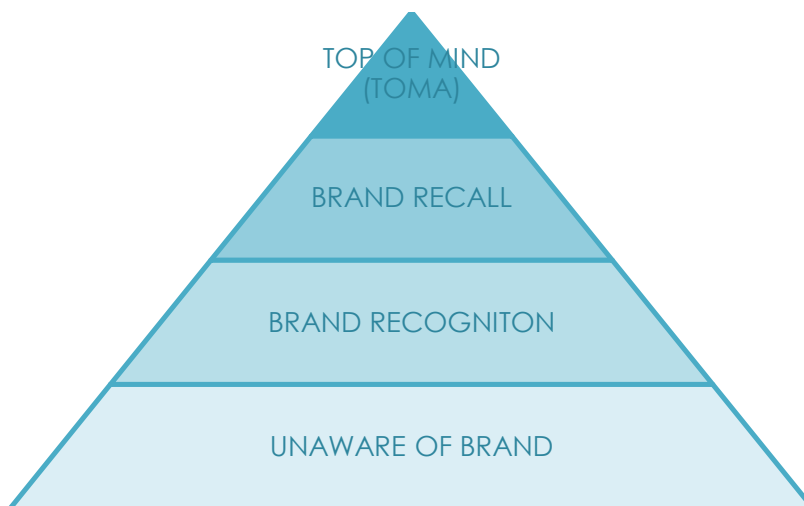 TOP OF MIND
(TOMA)
BRAND RECALL
BRAND RECOGNITON
UNAWARE OF BRAND